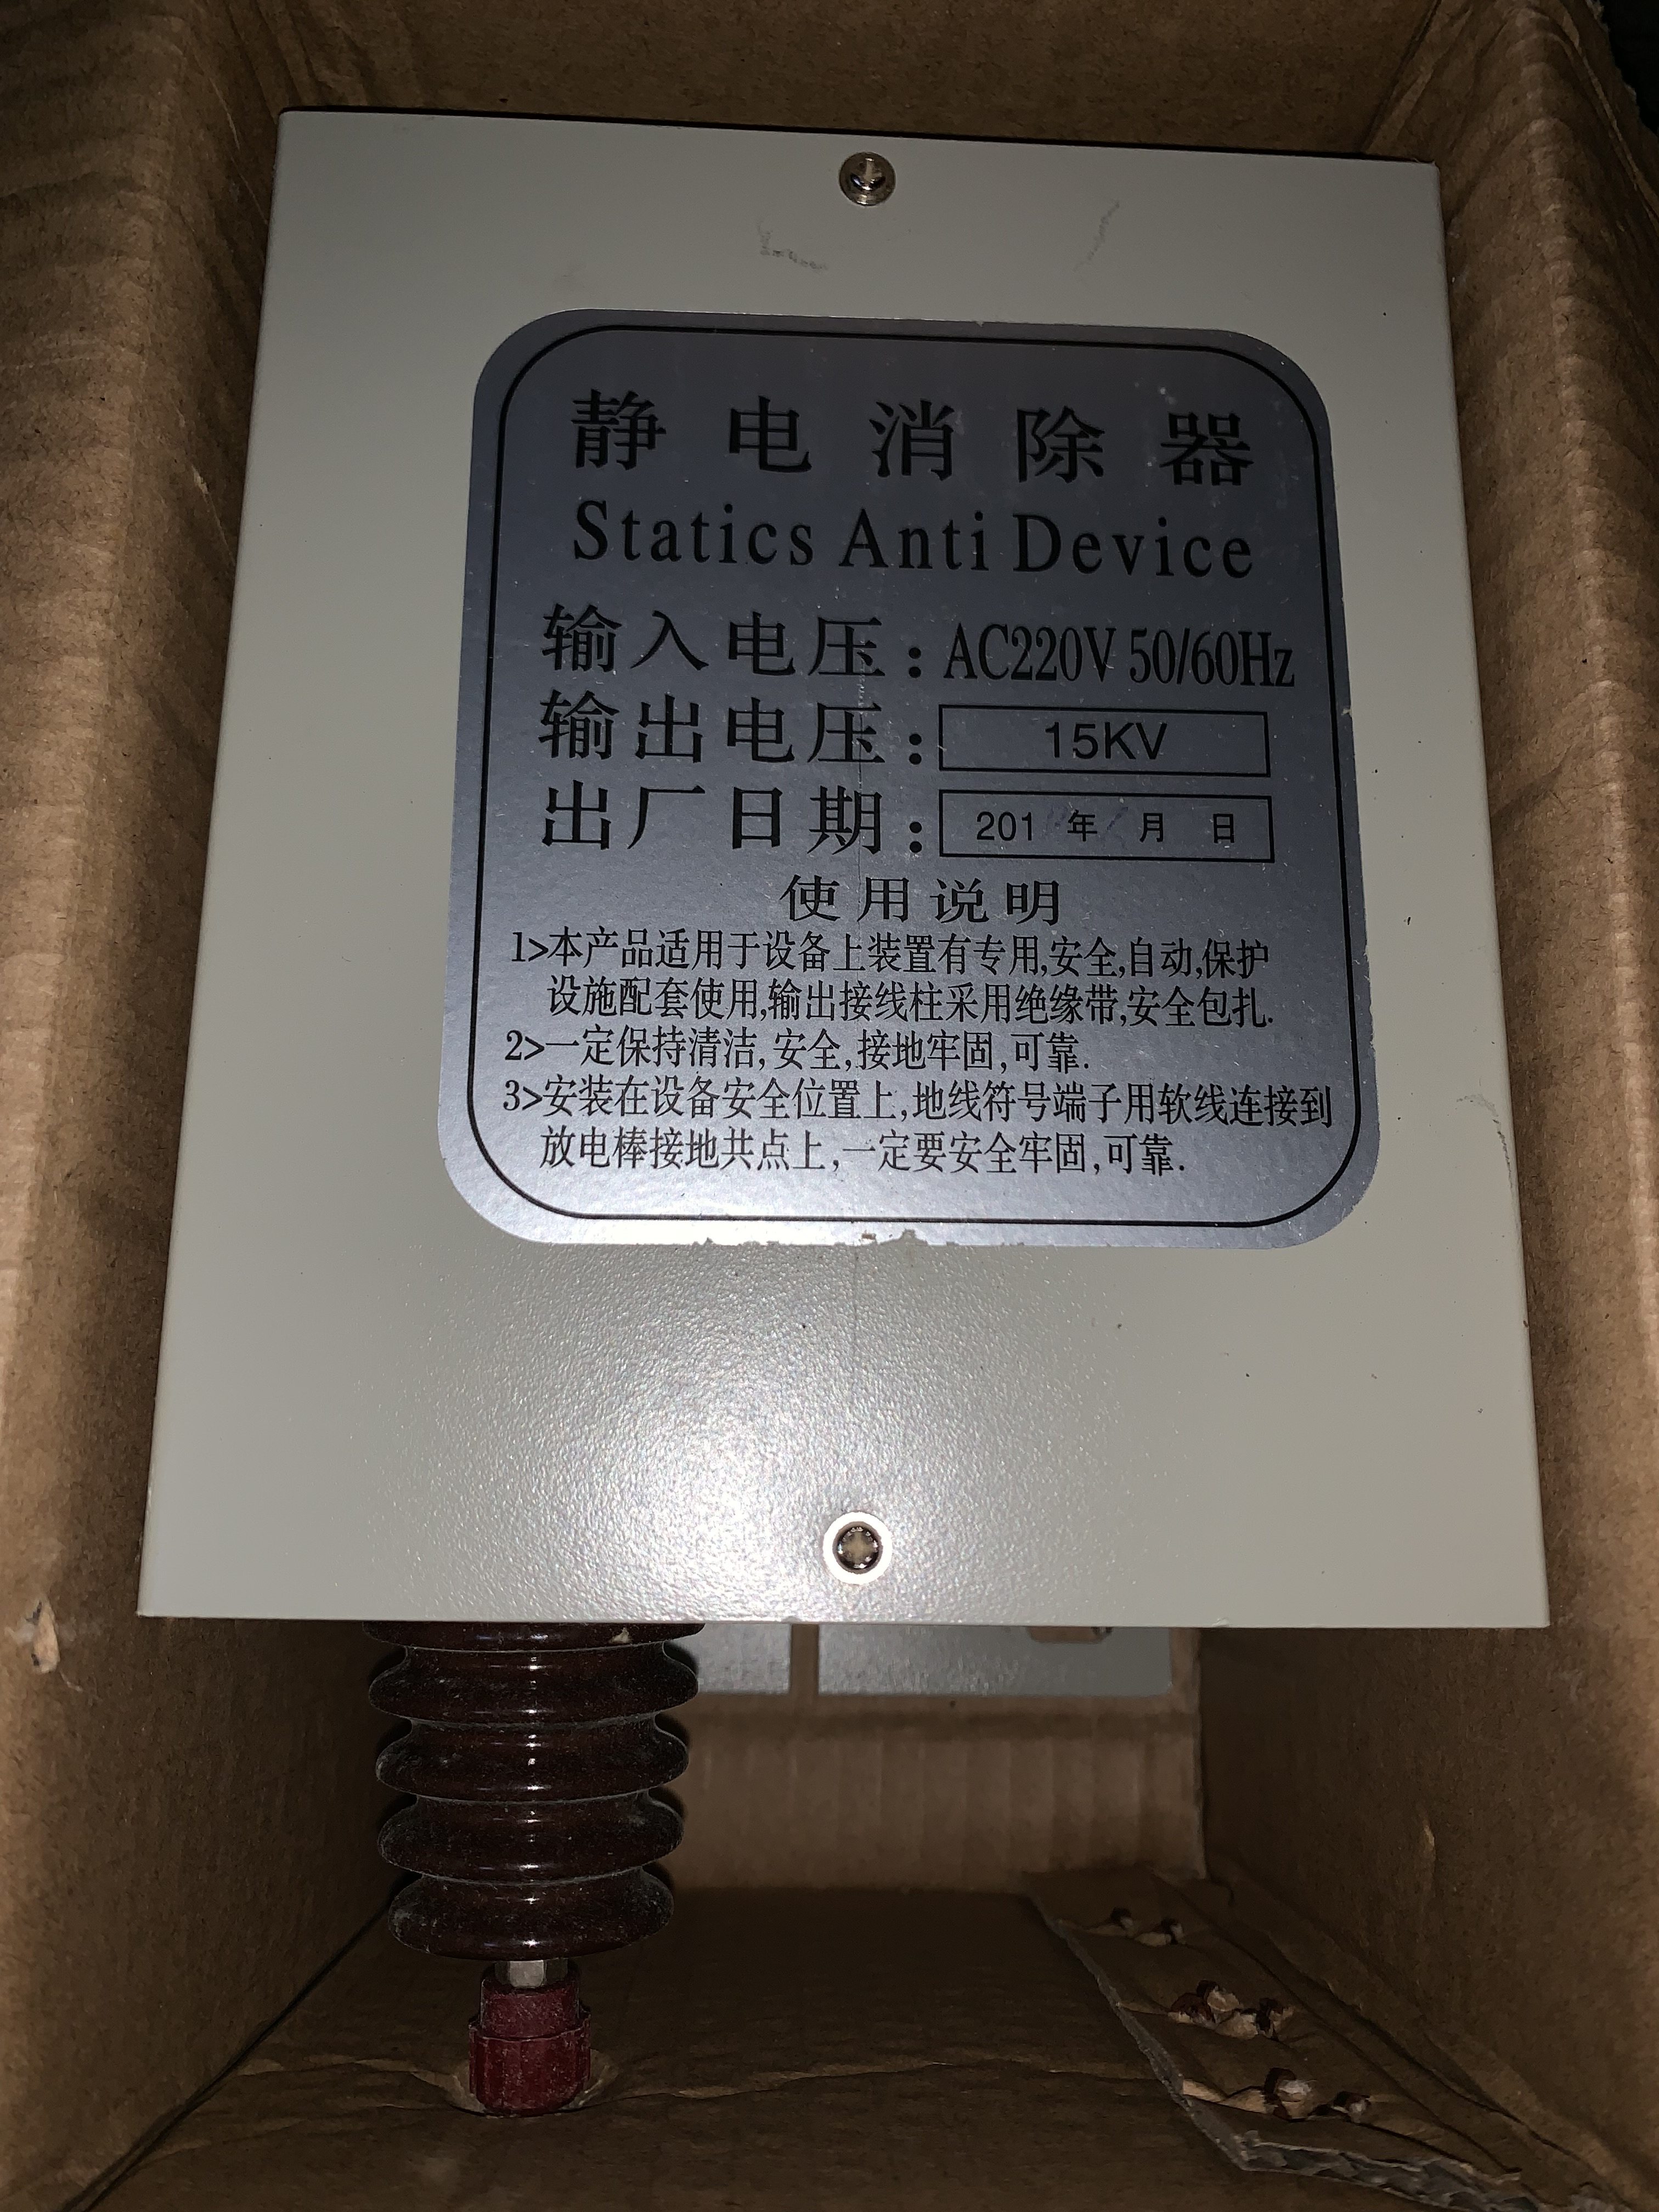 静电消除器
Statics Anti Device
输入电压：AC220V 50/60Hz
输出电压：15KV
出厂日期：201 年 月 日
使用说明
1>本产品适用于设备上装置有专用,安全,自动,保护
设施配套使用,输出接线柱采用绝缘带,安全包扎.
2>一定保持清洁,安全,接地牢固,可靠.
3>安装在设备安全位置上,地线符号端子用软线连接到
放电棒接地共点上,一定要安全牢固,可靠.